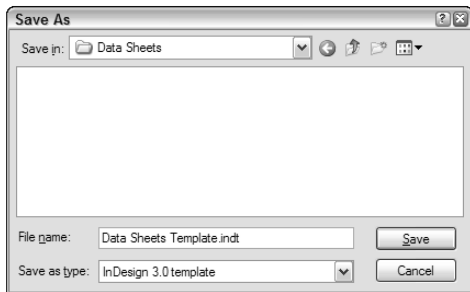 Save As
Save in: Data Sheets
File name: Data Sheets Template.indt
Save
Save as type: InDesign 3.0 template
Cancel